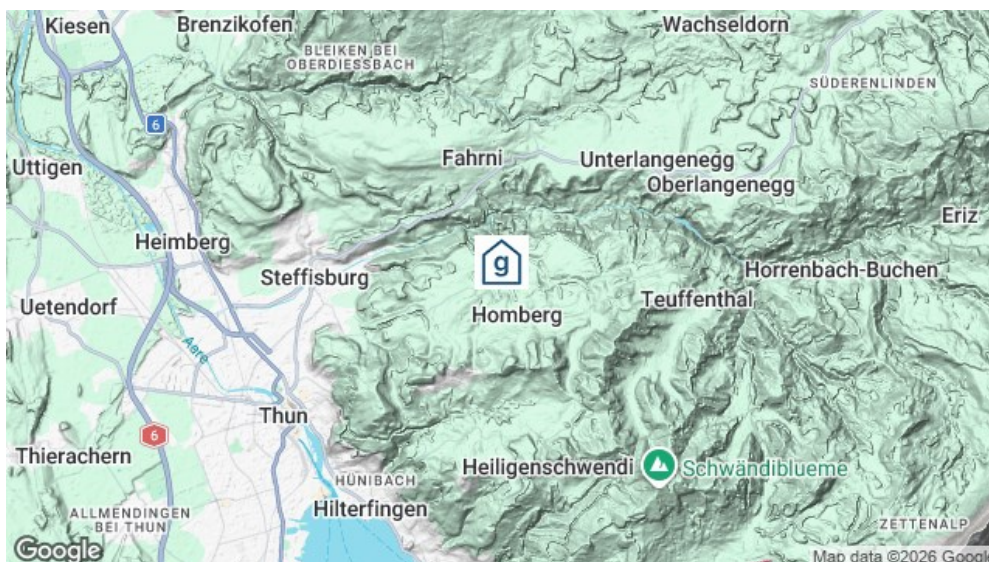 Kiesen
Brenzikofen
Wachseldorn
BLEIKEN BEI
OBERDIESSBACH
SÜDERENLINDEN
6
Uttigen
Fahrni
Unterlangenegg
Oberlangenegg
Eriz
Heimberg
g
Steffisburg
Horrenbach-Buchen
Uetendorf
Teuffenthal
Homberg
Aare
Thun
6
Thierachern
Heiligenschwendi
Schwändiblueme
HÜNIBACH
Hilterfingen
ALLMENDINGEN
BEI THUN
ZETTENALP
Google
Map data ©2026 Google